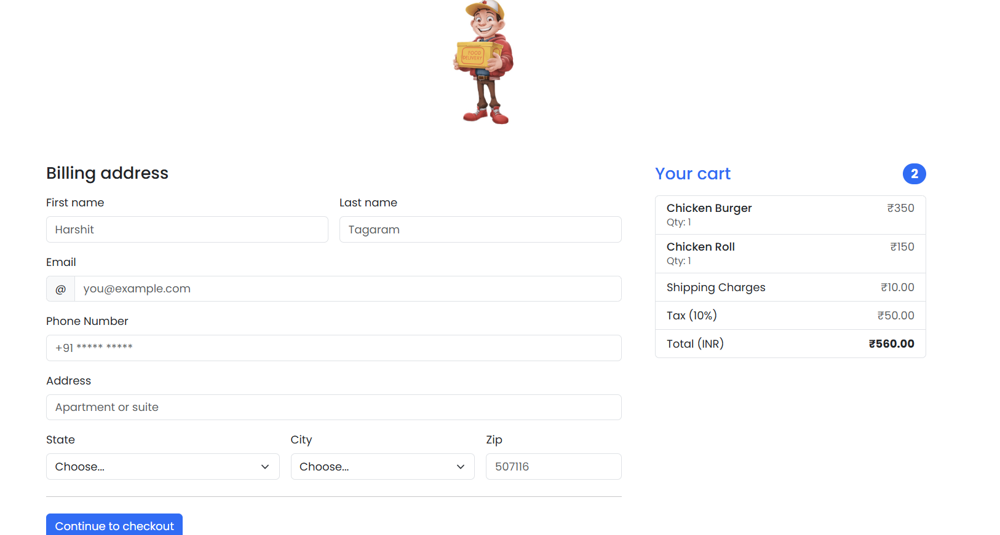 FOOD
DELIVERY
Billing address
First name
Last name
Harshit
Tagaram
Email
@ you@example.com
Phone Number
+91 ***** *****
Address
Apartment or suite
State
City
Zip
Choose...
Choose...
507116
Continue to checkout
Your cart 2
Chicken Burger ₹350
Qty: 1
Chicken Roll ₹150
Qty: 1
Shipping Charges ₹10.00
Tax (10%) ₹50.00
Total (INR) ₹560.00